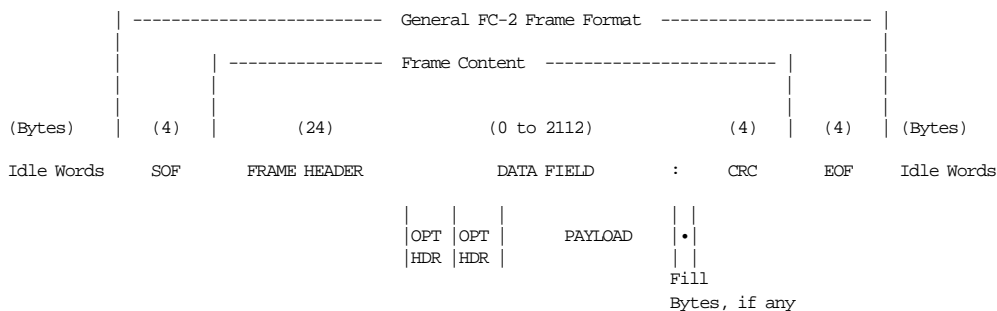 General FC-2 Frame Format
Frame Content
(Bytes) (4) (24) (0 to 2112) (4) (4) (Bytes)
Idle Words SOF FRAME HEADER DATA FIELD : CRC EOF Idle Words
OPT OPT PAYLOAD •
HDR HDR
Fill
Bytes, if any